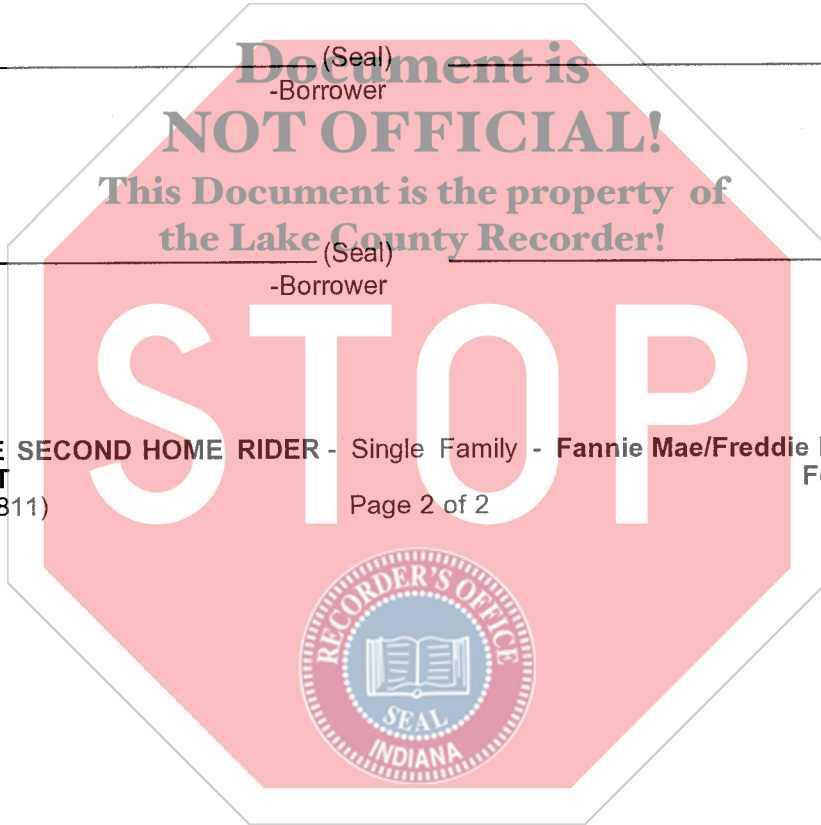 (Seal)
-Borrower
Document is
NOT OFFICIAL!
This Document is the property of
the Lake County Recorder!
(Seal)
-Borrower
STOP
SECOND HOME RIDER - Single Family - Fannie Mae/Freddie
811)
Page 2 of 2
RECORDER'S OFFICE
SEAL
INDIANA